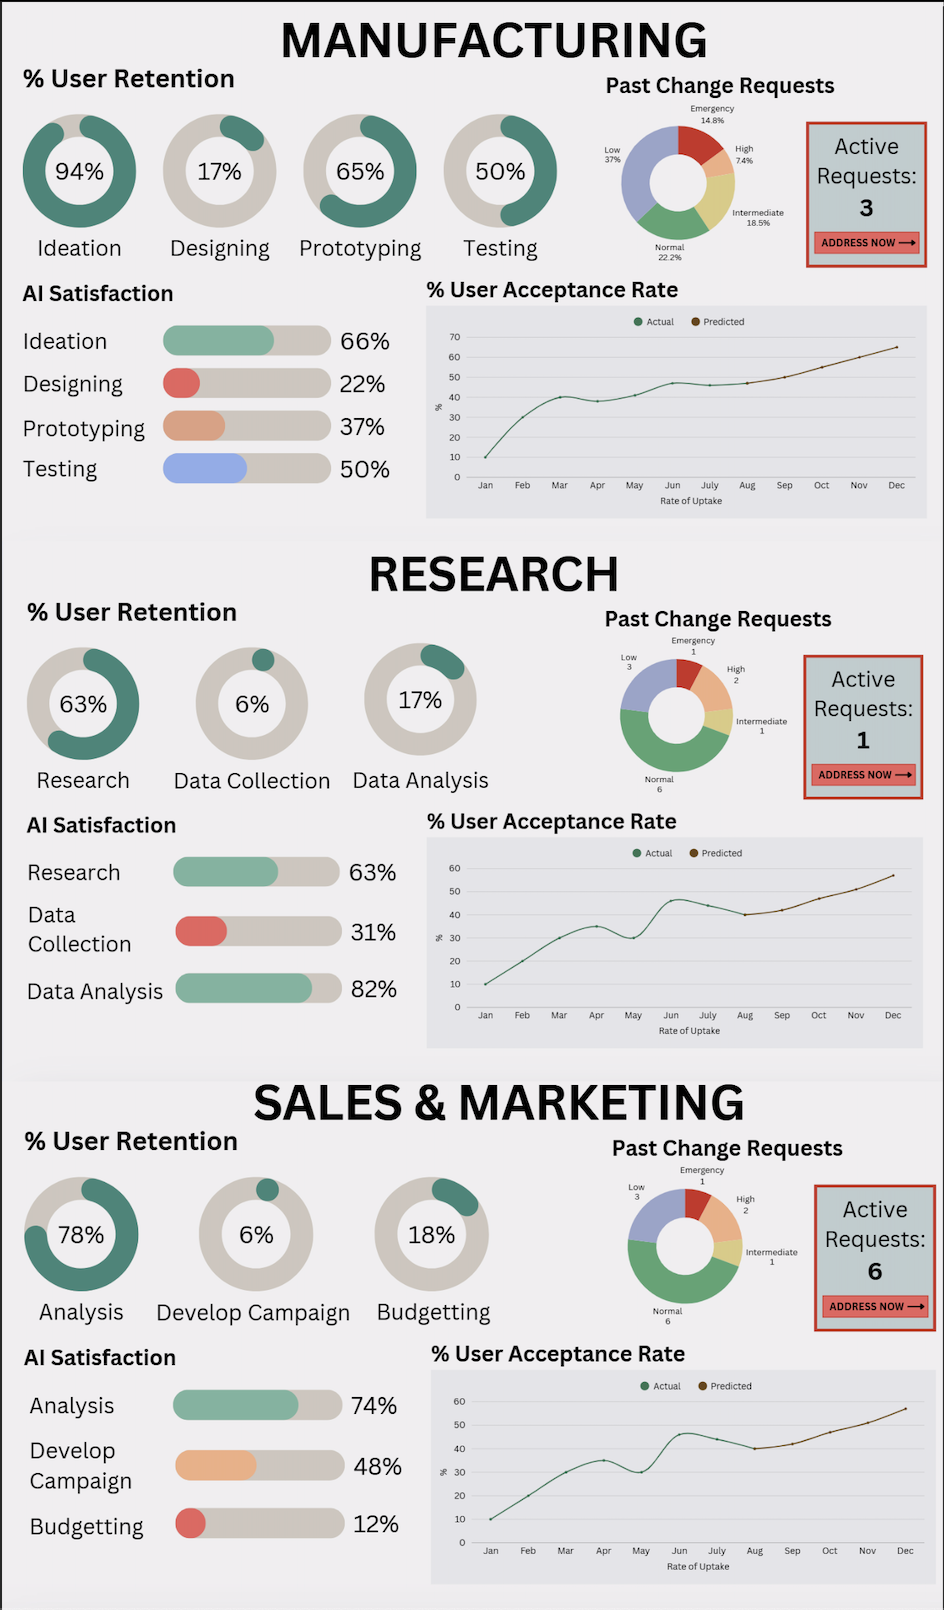 MANUFACTURING
% User Retention
94%
17%
65%
50%
Ideation
Designing
Prototyping
Testing
Past Change Requests
Emergency
14.8%
High
7.4%
Intermediate
18.5%
Normal
22.2%
Low
37%
Active
Requests:
3
ADDRESS NOW
AI Satisfaction
Ideation
66%
Designing
22%
Prototyping
37%
Testing
50%
% User Acceptance Rate
Actual
Predicted
70
60
50
40
30
20
10
0
%
Jan
Feb
Mar
Apr
May
Jun
July
Aug
Sep
Oct
Nov
Dec
Rate of Uptake
RESEARCH
% User Retention
63%
6%
17%
Research
Data Collection
Data Analysis
Past Change Requests
Emergency
1
High
2
Intermediate
1
Normal
6
Low
3
Active
Requests:
1
ADDRESS NOW
AI Satisfaction
Research
63%
Data
Collection
31%
Data Analysis
82%
% User Acceptance Rate
Actual
Predicted
60
50
40
30
20
10
0
%
Jan
Feb
Mar
Apr
May
Jun
July
Aug
Sep
Oct
Nov
Dec
Rate of Uptake
SALES & MARKETING
% User Retention
78%
6%
18%
Analysis
Develop Campaign
Budgetting
Past Change Requests
Emergency
1
High
2
Intermediate
1
Normal
6
Low
3
Active
Requests:
6
ADDRESS NOW
AI Satisfaction
Analysis
74%
Develop
Campaign
48%
Budgetting
12%
% User Acceptance Rate
Actual
Predicted
60
50
40
30
20
10
0
%
Jan
Feb
Mar
Apr
May
Jun
July
Aug
Sep
Oct
Nov
Dec
Rate of Uptake